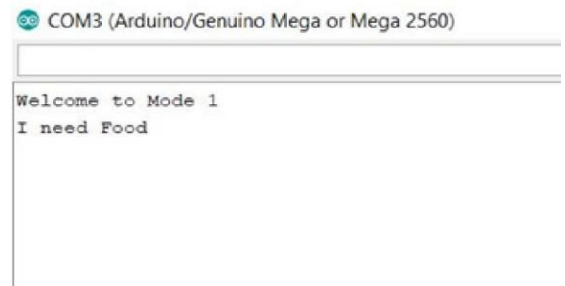 COM3 (Arduino/Genuino Mega or Mega 2560)
Welcome to Mode 1
I need Food